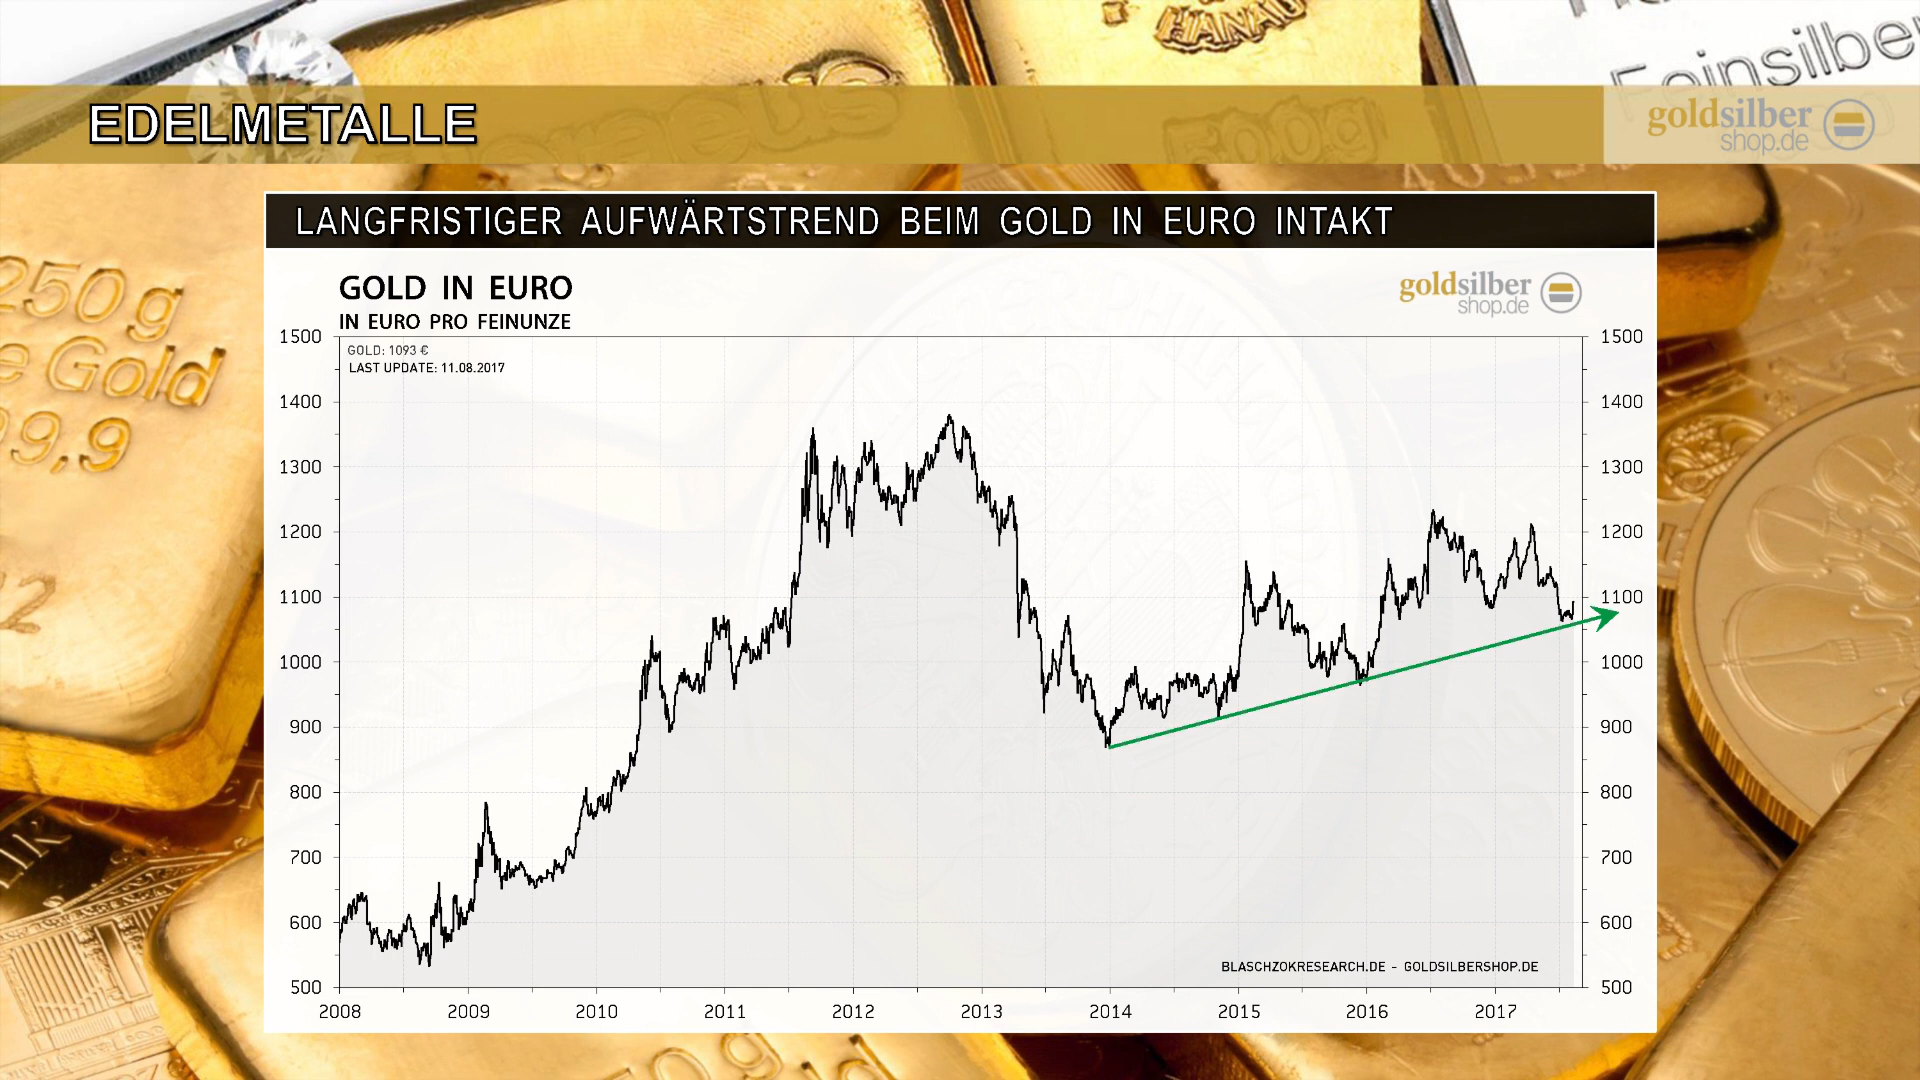 HANAU
Feinsilbe
EDELMETALLE
500g
goldsilber
shop.de
LANGFRISTIGER AUFWÄRTSTREND BEIM GOLD IN EURO INTAKT
250 g
e Gold
99,9
GOLD IN EURO
IN EURO PRO FEINUNZE
goldsilber
shop.de
GOLD: 1093 €
LAST UPDATE: 11.08.2017
1500 1500
1400 1400
1300 1300
1200 1200
1100 1100
1000 1000
900 900
800 800
700 700
600 600
500 500
BLASCHZOKRESEARCH.DE - GOLDSILBERSHOP.DE
2008 2009 2010 2011 2012 2013 2014 2015 2016 2017